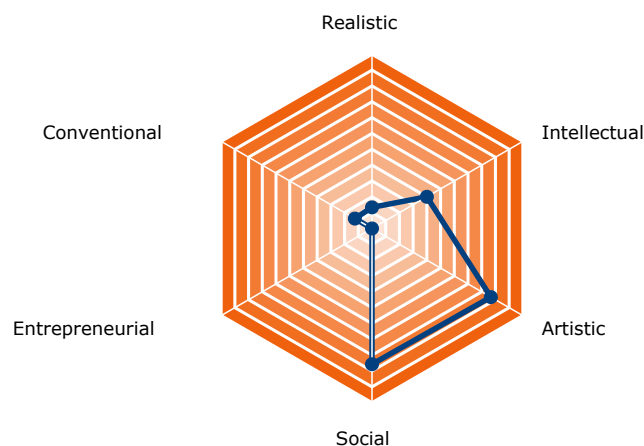 Realistic
Conventional
Intellectual
Entrepreneurial
Artistic
Social